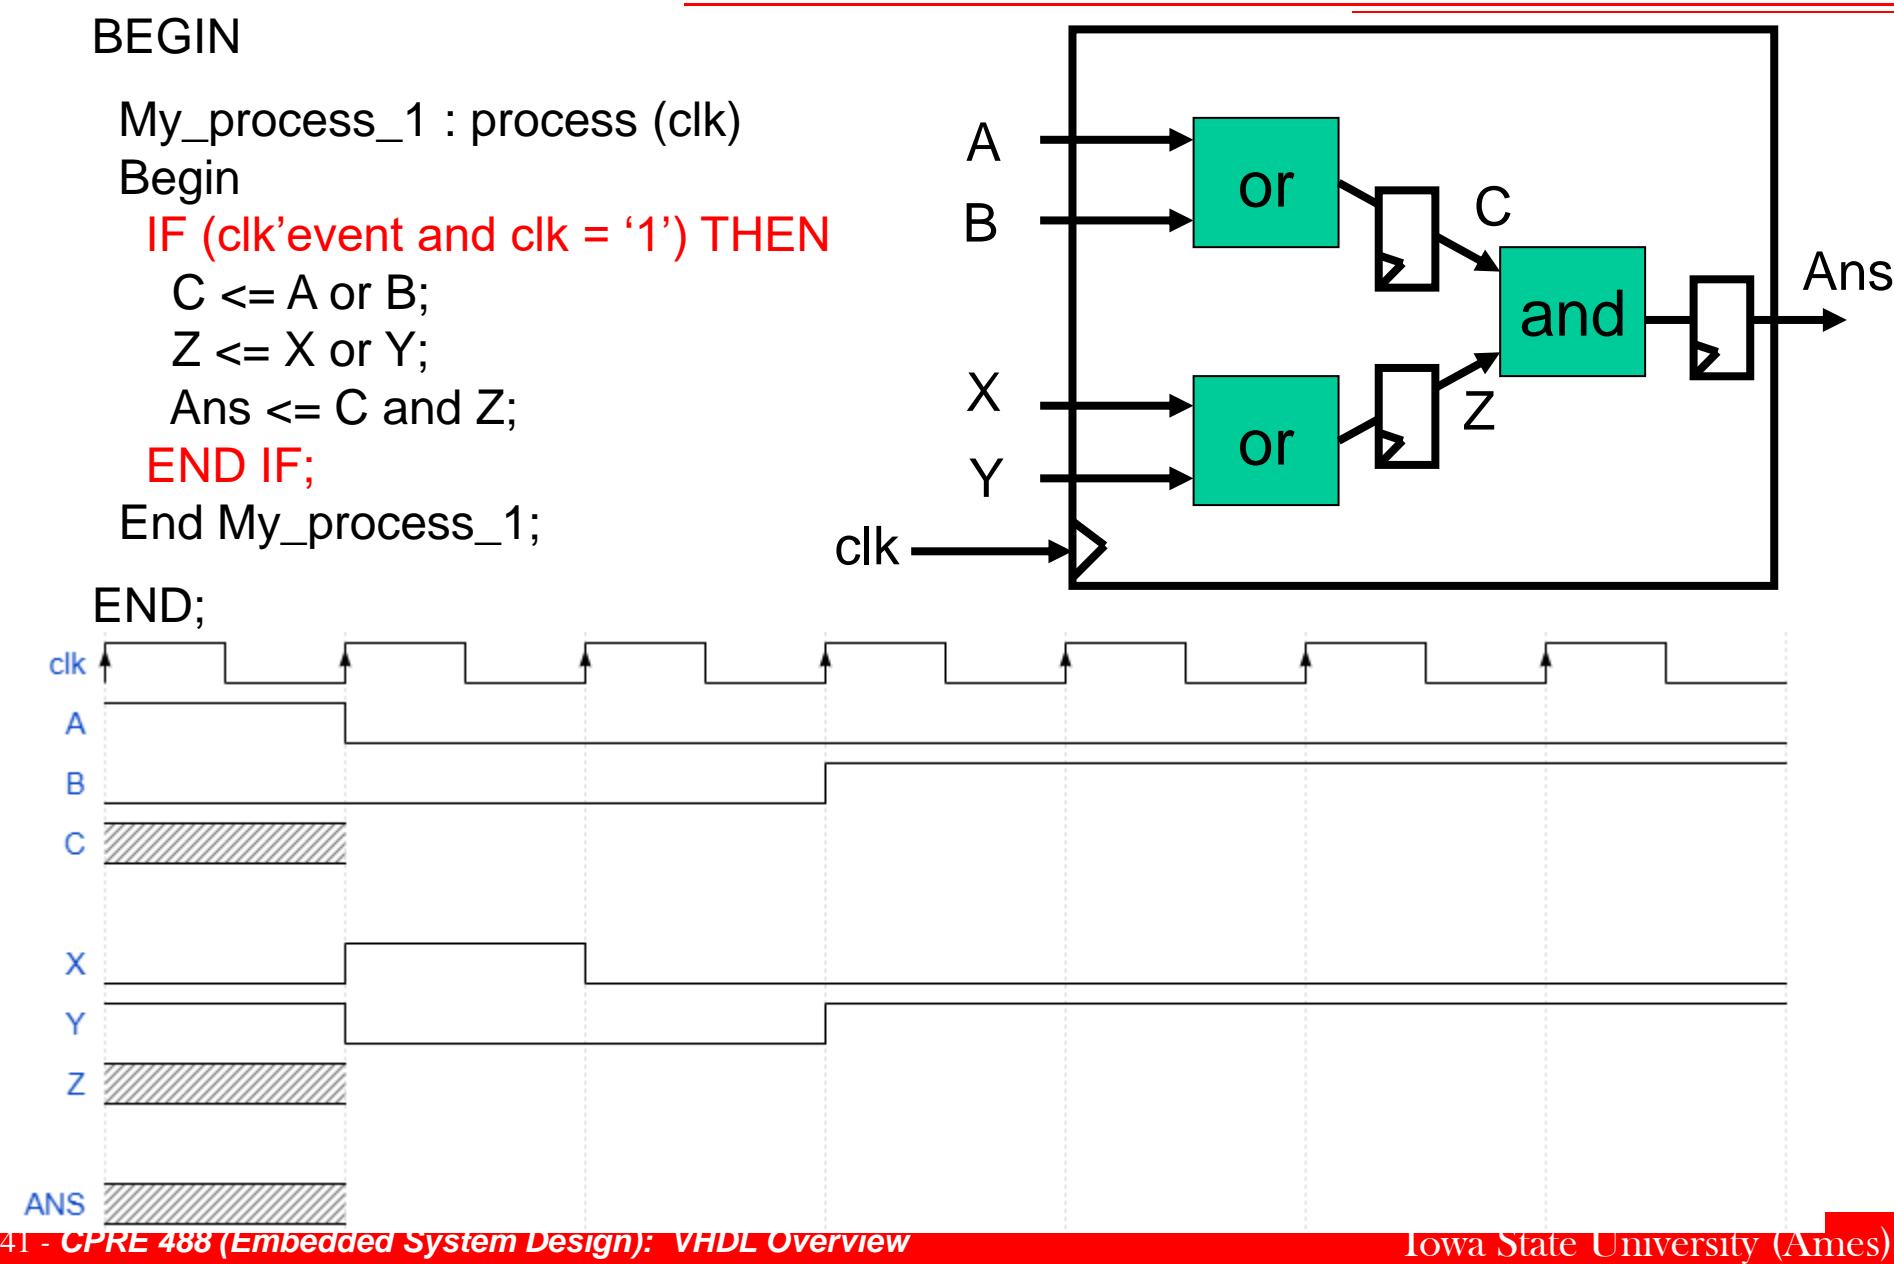 BEGIN
My_process_1 : process (clk)
Begin
IF (clk’event and clk = ‘1’) THEN
C <= A or B;
Z <= X or Y;
Ans <= C and Z;
END IF;
End My_process_1;
END;
A
B
X
Y
clk
or
or
C
Z
and
Ans
clk
A
B
C
X
Y
Z
ANS
41 - CPRE 488 (Embedded System Design): VHDL Overview
Iowa State University (Ames)